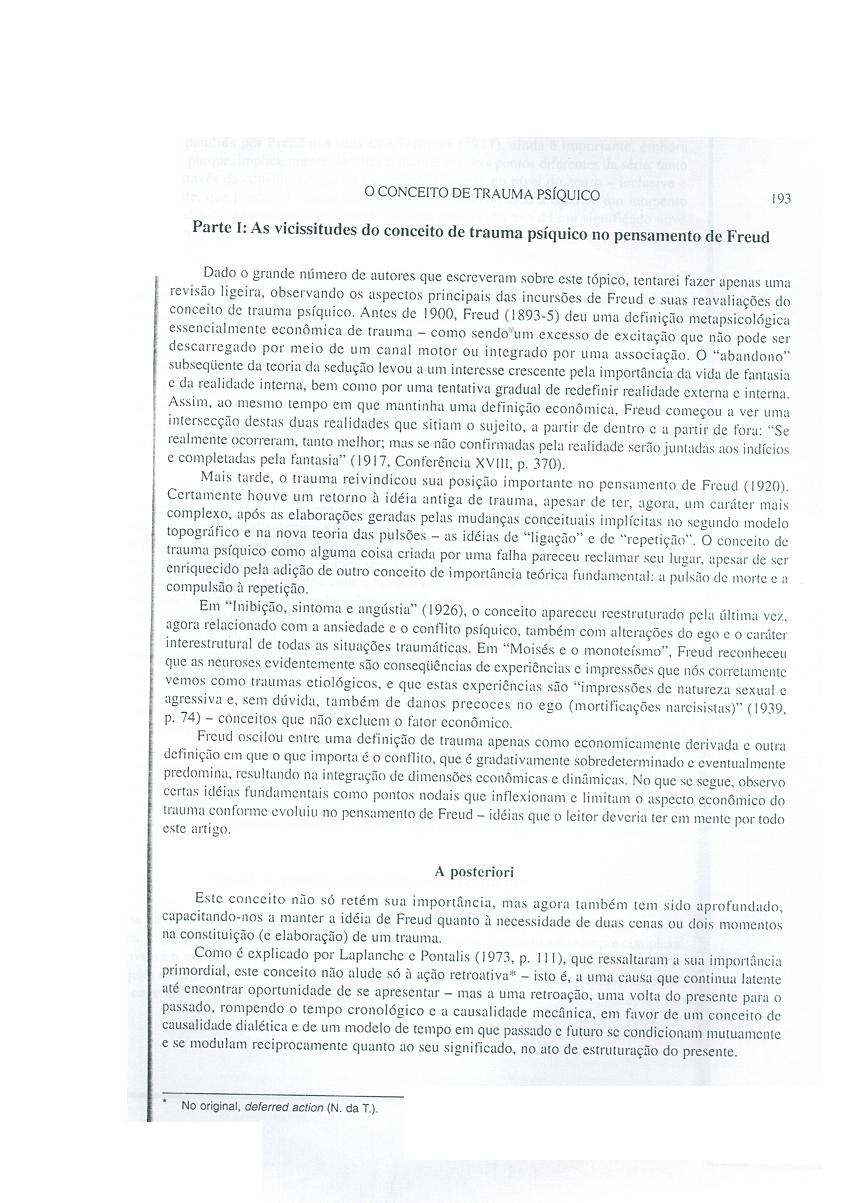 O CONCEITO DE TRAUMA PSÍQUICO 193
Parte I: As vicissitudes do conceito de trauma psíquico no pensamento de Freud
Dado o grande número de autores que escreveram sobre este tópico, tentarei fazer apenas uma
revisão ligeira, observando os aspectos principais das incursões de Freud e suas reavaliações do
conceito de trauma psíquico. Antes de 1900, Freud (1893-5) deu uma definição metapsicológica
essencialmente econômica de trauma – como sendo um excesso de excitação que não pode ser
descarregado por meio de um canal motor ou integrado por uma associação. O “abandono”
subseqüente da teoria da sedução levou a um interesse crescente pela importância da vida de fantasia
e da realidade interna, bem como por uma tentativa gradual de redefinir realidade externa e interna.
Assim, ao mesmo tempo em que mantinha uma definição econômica, Freud começou a ver uma
intersecção destas duas realidades que sitiam o sujeito, a partir de dentro e a partir de fora: “Se
realmente ocorreram, tanto melhor; mas se não confirmadas pela realidade serão juntadas aos indícios
e completadas pela fantasia” (1917, Conferência XVIII, p. 370).
Mais tarde, o trauma reivindicou sua posição importante no pensamento de Freud (1920).
Certamente houve um retorno à idéia antiga de trauma, apesar de ter, agora, um caráter mais
complexo, após as elaborações geradas pelas mudanças conceituais implícitas no segundo modelo
topográfico e na nova teoria das pulsões – as idéias de “ligação” e de “repetição”. O conceito de
trauma psíquico como alguma coisa criada por uma falha pareceu reclamar seu lugar, apesar de ser
enriquecido pela adição de outro conceito de importância teórica fundamental: a pulsão de morte e a
compulsão à repetição.
Em “Inibição, sintoma e angústia” (1926), o conceito apareceu reestruturado pela última vez,
agora relacionado com a ansiedade e o conflito psíquico, também com alterações do ego e o caráter
interestrutural de todas as situações traumáticas. Em “Moisés e o monoteísmo”, Freud reconheceu
que as neuroses evidentemente são conseqüências de experiências e impressões que nós corretamente
vemos como traumas etiológicos, e que estas experiências são “impressões de natureza sexual e
agressiva e, sem dúvida, também de danos precoces no ego (mortificações narcisistas)” (1939,
p. 74) – conceitos que não excluem o fator econômico.
Freud oscilou entre uma definição de trauma apenas como economicamente derivada e outra
definição em que o que importa é o conflito, que é gradativamente sobredeterminado e eventualmente
predomina, resultando na integração de dimensões econômicas e dinâmicas. No que se segue, observo
certas idéias fundamentais como pontos nodais que inflexionam e limitam o aspecto econômico do
trauma conforme evoluiu no pensamento de Freud – idéias que o leitor deveria ter em mente por todo
este artigo.
A posteriori
Este conceito não só retém sua importância, mas agora também tem sido aprofundado,
capacitando-nos a manter a idéia de Freud quanto à necessidade de duas cenas ou dois momentos
na constituição (e elaboração) de um trauma.
Como é explicado por Laplanche e Pontalis (1973, p. 111), que ressaltaram a sua importância
primordial, este conceito não alude só à ação retroativa* – isto é, a uma causa que continua latente
até encontrar oportunidade de se apresentar – mas a uma retroação, uma volta do presente para o
passado, rompendo o tempo cronológico e a causalidade mecânica, em favor de um conceito de
causalidade dialética e de um modelo de tempo em que passado e futuro se condicionam mutuamente
e se modulam reciprocamente quanto ao seu significado, no ato de estruturação do presente.
* No original, deferred action (N. da T.).